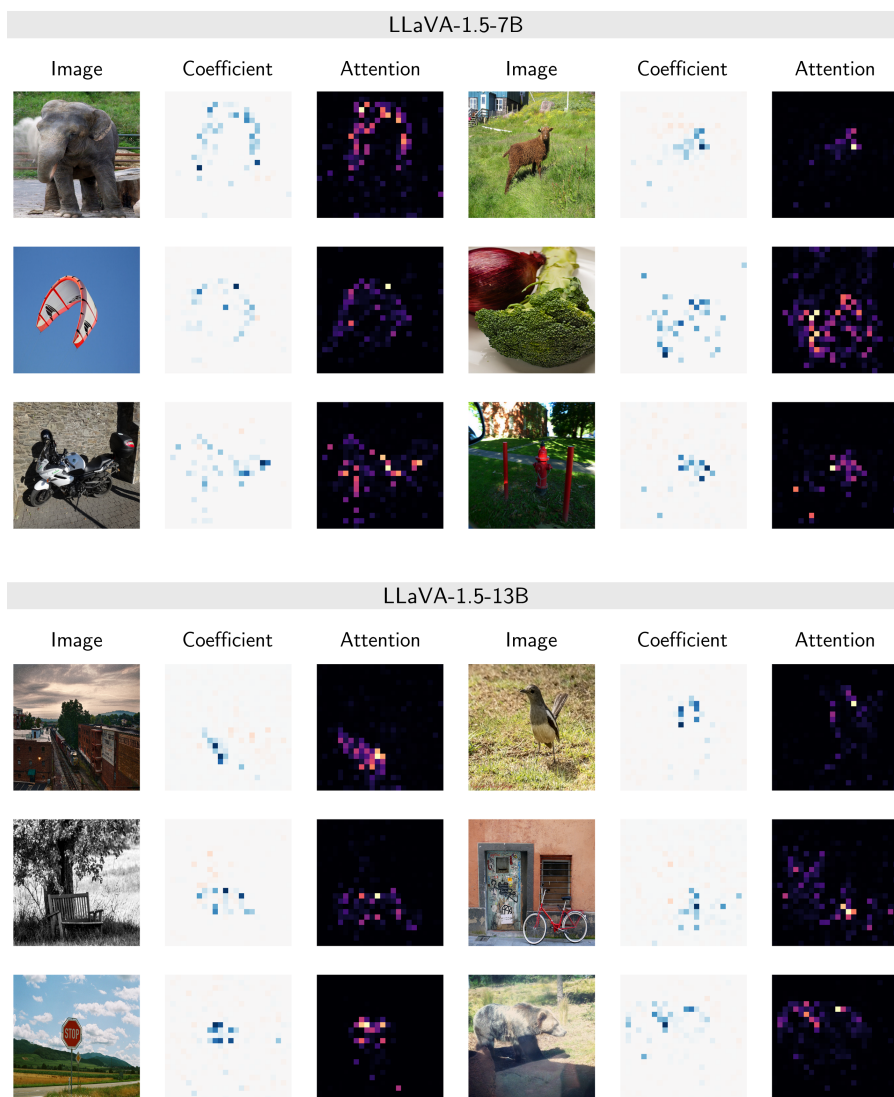 LLaVA-1.5-7B
Image Coefficient Attention Image Coefficient Attention
LLaVA-1.5-13B
Image Coefficient Attention Image Coefficient Attention
STOP